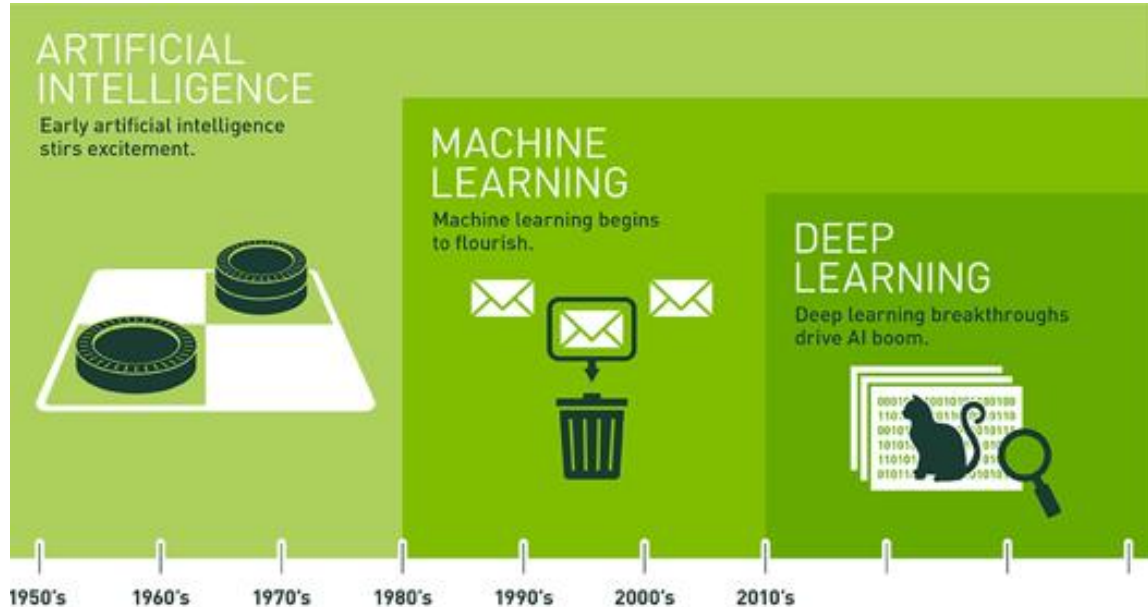 ARTIFICIAL
INTELLIGENCE
Early artificial intelligence
stirs excitement.
MACHINE
LEARNING
Machine learning begins
to flourish.
DEEP
LEARNING
Deep learning breakthroughs
drive AI boom.
1950's 1960's 1970's 1980's 1990's 2000's 2010's